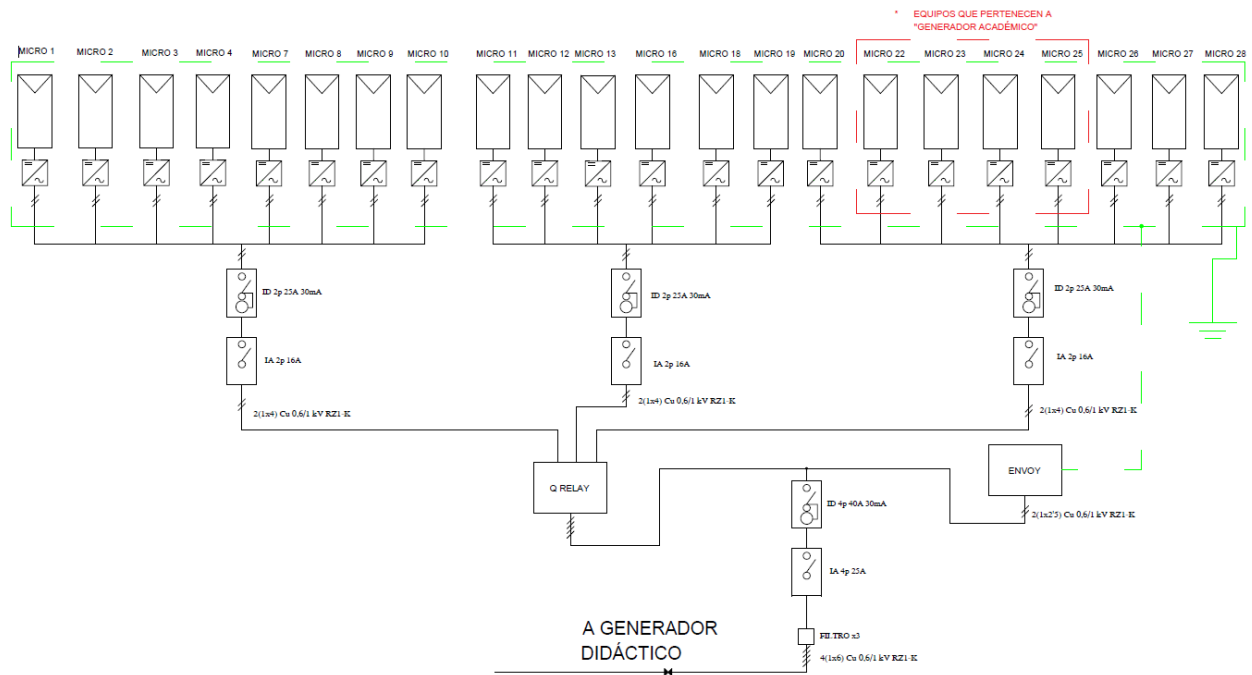 * EQUIPOS QUE PERTENECEN A
"GENERADOR ACADÉMICO"
MICRO 1 MICRO 2 MICRO 3 MICRO 4 MICRO 7 MICRO 8 MICRO 9 MICRO 10 MICRO 11 MICRO 12 MICRO 13 MICRO 16 MICRO 18 MICRO 19 MICRO 20 MICRO 22 MICRO 23 MICRO 24 MICRO 25 MICRO 26 MICRO 27 MICRO 28
ID 2p 25A 30mA ID 2p 25A 30mA ID 2p 25A 30mA
IA 2p 16A IA 2p 16A IA 2p 16A
2(1x4) Cu 0,6/1 kV RZ1-K 2(1x4) Cu 0,6/1 kV RZ1-K 2(1x4) Cu 0,6/1 kV RZ1-K
Q RELAY
ENVOY
ID 4p 40A 30mA
2(1x2'5) Cu 0,6/1 kV RZ1-K
IA 4p 25A
A GENERADOR
DIDÁCTICO
FILTRO x3
4(1x6) Cu 0,6/1 kV RZ1-K